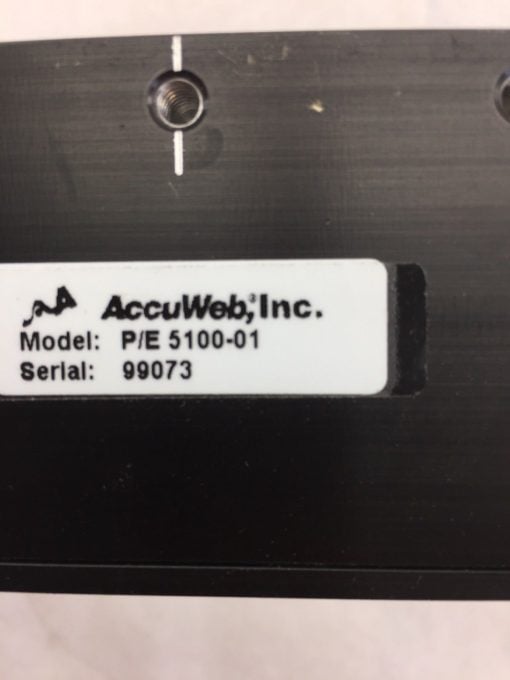 AccuWeb,® Inc.
Model: P/E 5100-01
Serial: 99073